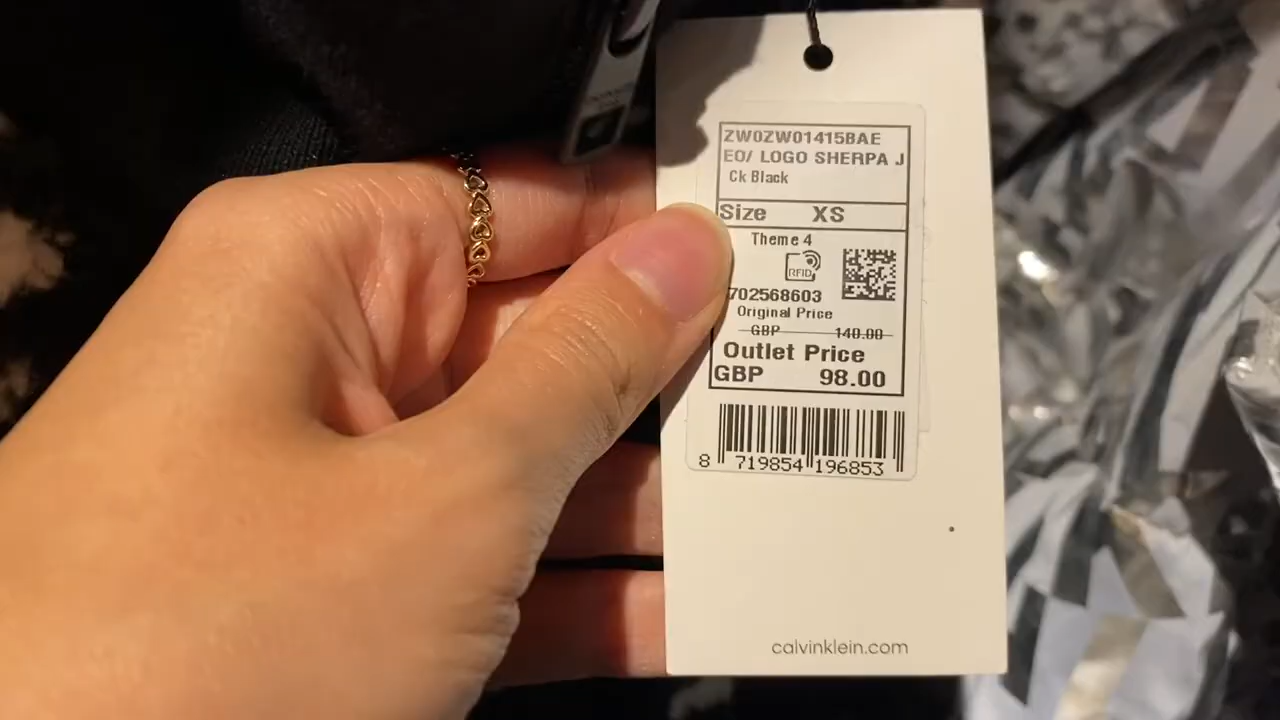 ZW0ZW01415BAE
EO/ LOGO SHERPA J
Ck Black
Size XS
Theme 4
RFID
702568603
Original Price
GBP 140.00
Outlet Price
GBP 98.00
8 719854 196853
calvinklein.com